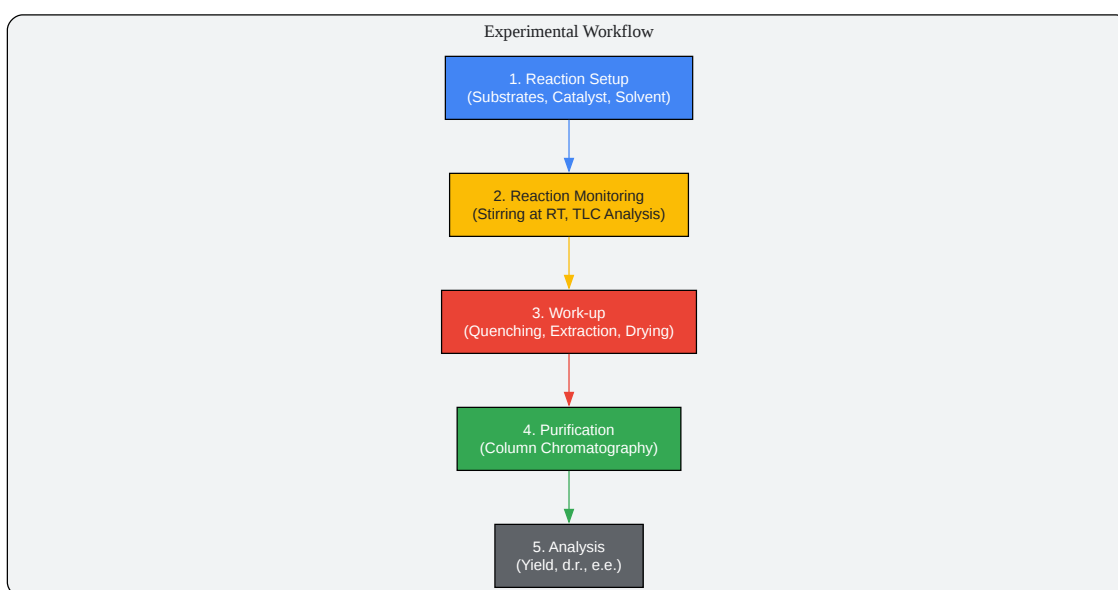 Experimental Workflow
1. Reaction Setup
(Substrates, Catalyst, Solvent)
2. Reaction Monitoring
(Stirring at RT, TLC Analysis)
3. Work-up
(Quenching, Extraction, Drying)
4. Purification
(Column Chromatography)
5. Analysis
(Yield, d.r., e.e.)